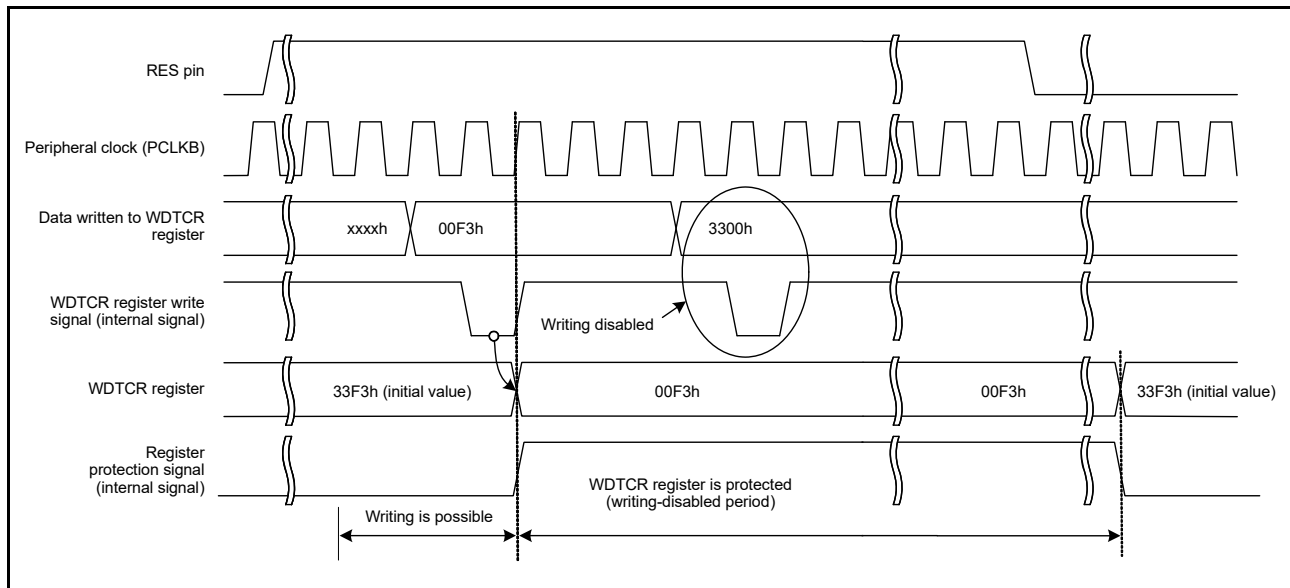 RES pin
Peripheral clock (PCLKB)
Data written to WDTCR
register
xxxxh
00F3h
3300h
WDTCR register write
signal (internal signal)
Writing disabled
WDTCR register
33F3h (initial value)
00F3h
00F3h
33F3h (initial value)
Register
protection signal
(internal signal)
WDTCR register is protected
(writing-disabled period)
Writing is possible